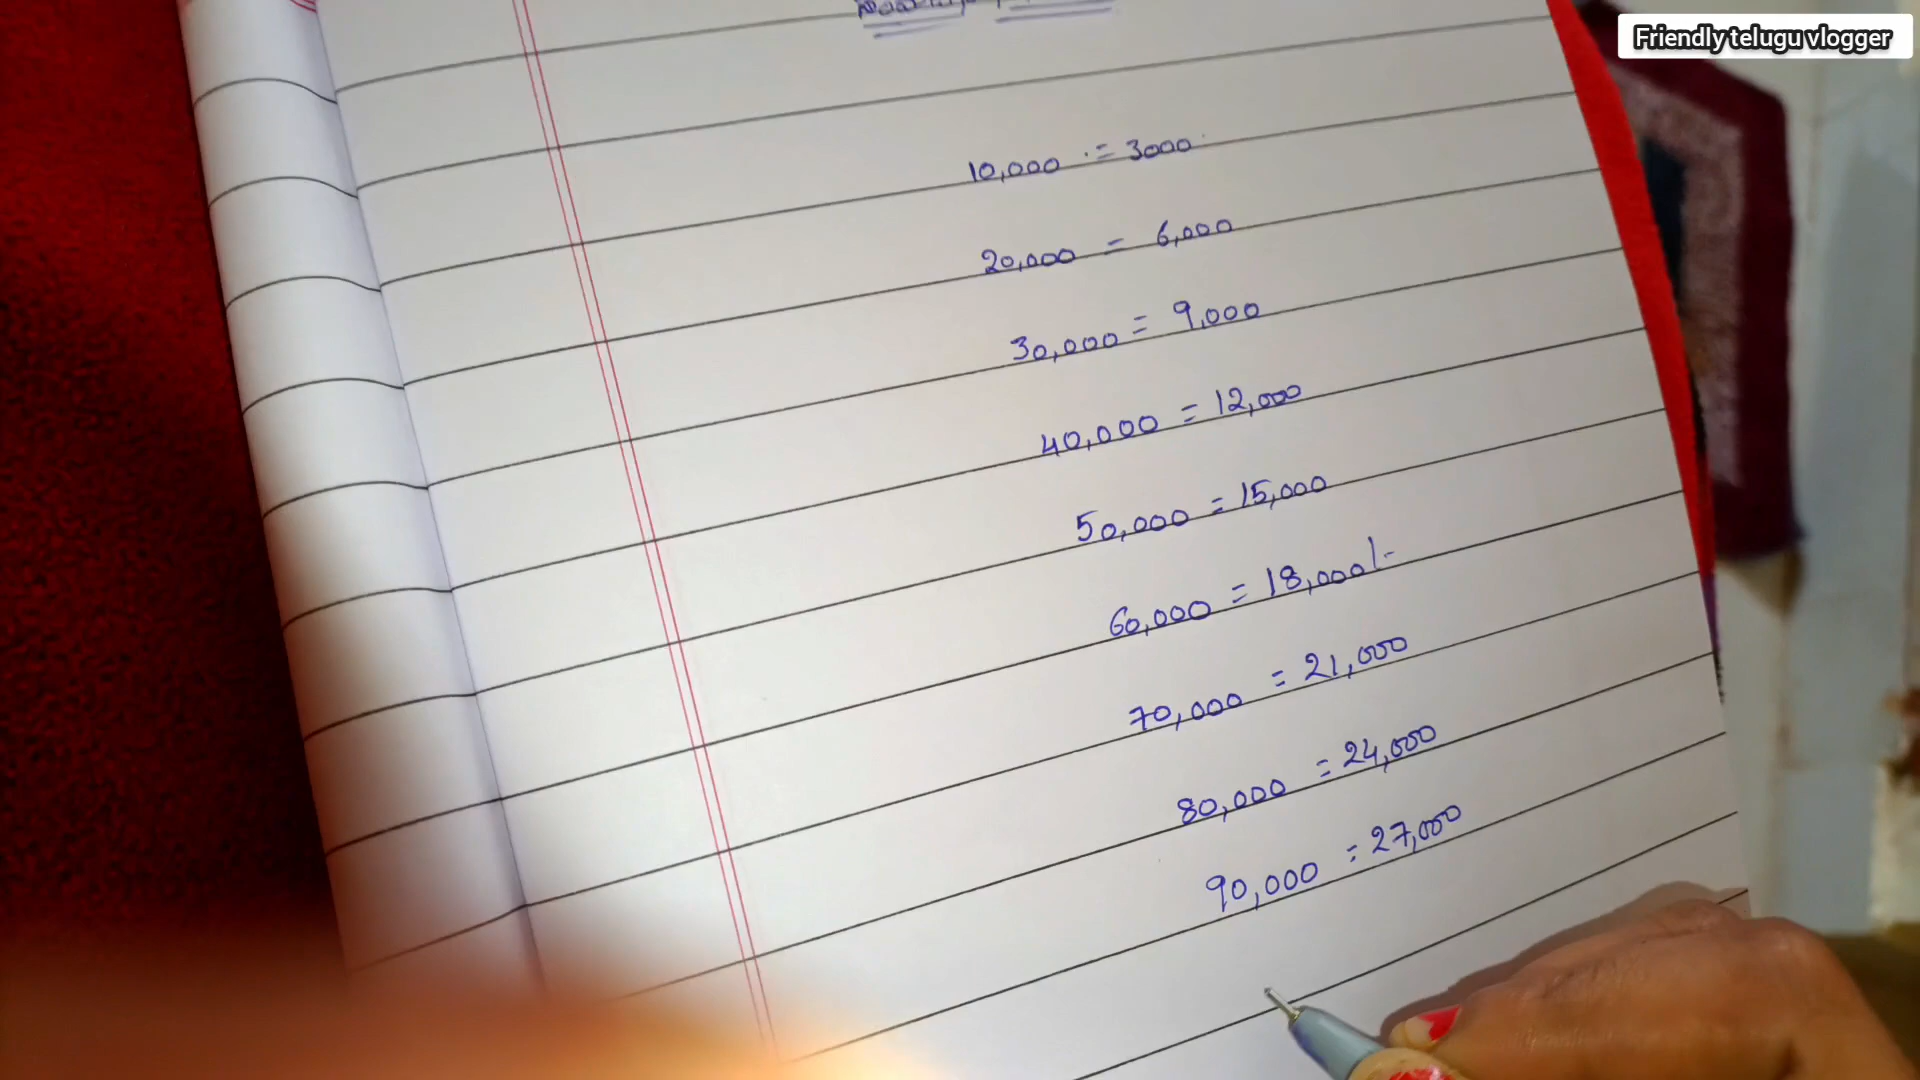 Friendly telugu vlogger
10,000 = 3000
20,000 = 6,000
30,000 = 9,000
40,000 = 12,000
50,000 = 15,000
60,000 = 18,000/-
70,000 = 21,000
80,000 = 24,000
90,000 = 27,000